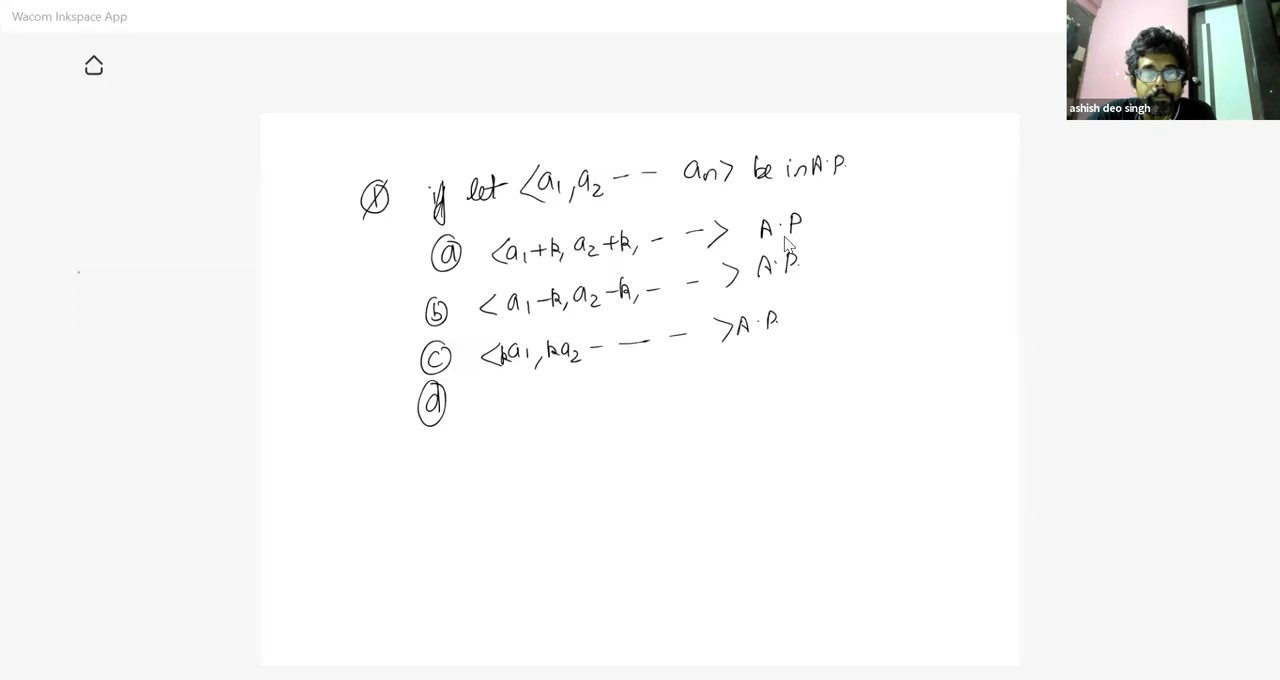 Wacom Inkspace App
ashish deo singh
if let <a₁, a₂ - - aₙ> be in A.P.
(a) <a₁+k, a₂+k, - - > A.P
(b) <a₁-k, a₂-k, - - > A.P.
(c) <ka₁, ka₂ - — - > A.P.
(d)